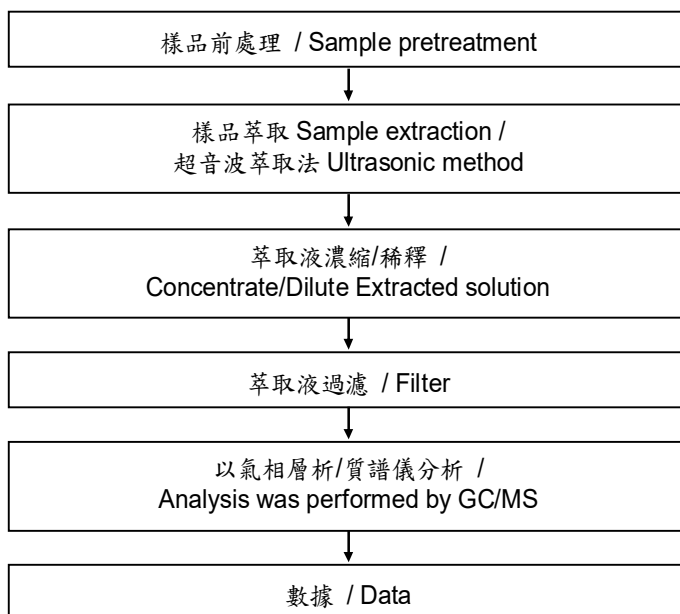 樣品前處理 / Sample pretreatment
樣品萃取 Sample extraction /
超音波萃取法 Ultrasonic method
萃取液濃縮/稀釋 /
Concentrate/Dilute Extracted solution
萃取液過濾 / Filter
以氣相層析/質譜儀分析 /
Analysis was performed by GC/MS
數據 / Data